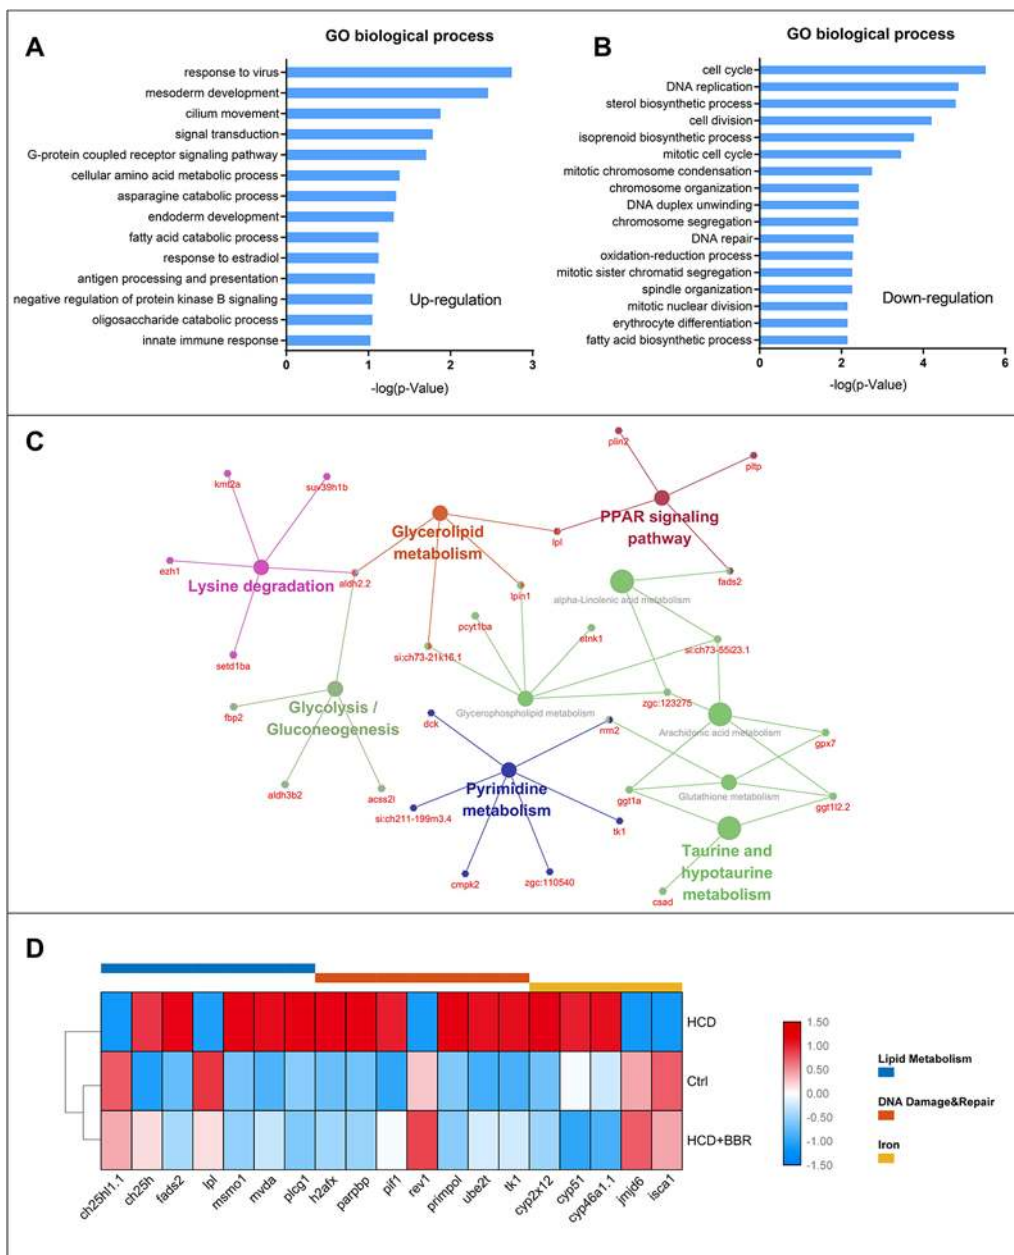 A
GO biological process
response to virus
mesoderm development
cilium movement
signal transduction
G-protein coupled receptor signaling pathway
cellular amino acid metabolic process
asparagine catabolic process
endoderm development
fatty acid catabolic process
response to estradiol
antigen processing and presentation
negative regulation of protein kinase B signaling
oligosaccharide catabolic process
innate immune response
Up-regulation
0 1 2 3
-log(p-Value)
B
GO biological process
cell cycle
DNA replication
sterol biosynthetic process
cell division
isoprenoid biosynthetic process
mitotic cell cycle
mitotic chromosome condensation
chromosome organization
DNA duplex unwinding
chromosome segregation
DNA repair
oxidation-reduction process
mitotic sister chromatid segregation
spindle organization
mitotic nuclear division
erythrocyte differentiation
fatty acid biosynthetic process
Down-regulation
0 2 4 6
-log(p-Value)
C
plin2
pltp
kmt2a
suv39h1b
PPAR signaling
pathway
Glycerolipid
metabolism
lpl
ezh1
Lysine degradation
aldh2.2
fads2
lpin1
alpha-Linolenic acid metabolism
pcyt1ba
etnk1
setd1ba
si:ch73-21k16.1
si:ch73-55i23.1
Glycolysis /
Gluconeogenesis
fbp2
Glycerophospholipid metabolism
zgc:123275
dck
rrm2
Arachidonic acid metabolism
gpx7
Pyrimidine
metabolism
aldh3b2
acss2l
si:ch211-199m3.4
ggt1a
Glutathione metabolism
ggt1l2.2
tk1
Taurine and
hypotaurine
metabolism
cmpk2
zgc:110540
csad
D
HCD
Ctrl
HCD+BBR
ch25hl1.1
ch25h
fads2
lpl
msmo1
mvda
plcg1
h2afx
parpbp
pif1
rev1
primpol
ube2t
tk1
cyp2x12
cyp51
cyp46a1.1
jmjd6
isca1
1.50
1.00
0.50
0.00
-0.50
-1.00
-1.50
Lipid Metabolism
DNA Damage&Repair
Iron